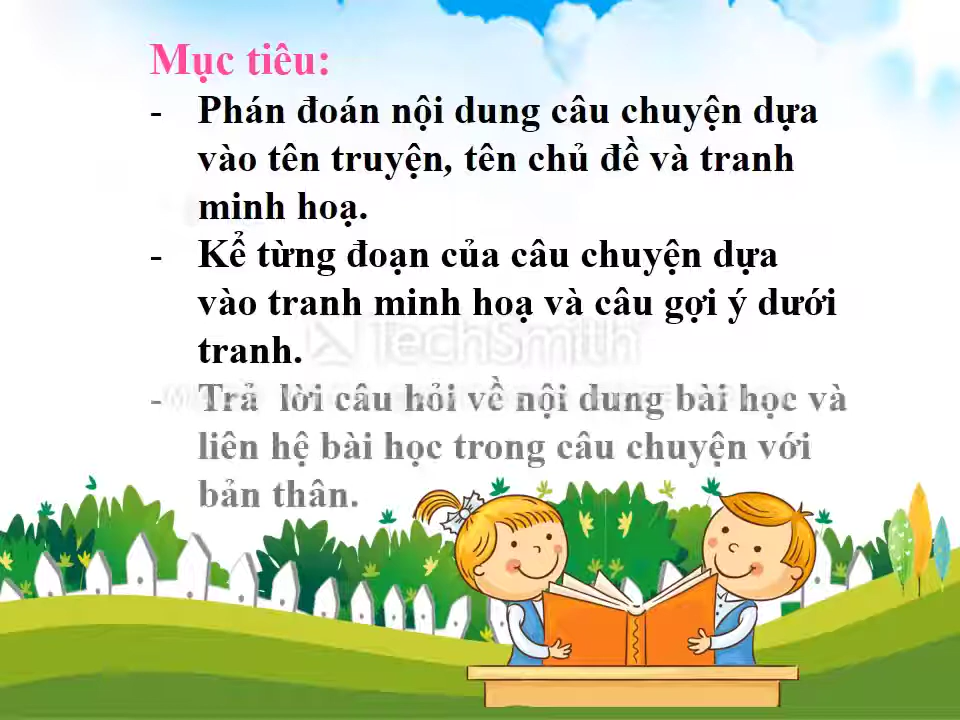 Mục tiêu:
- Phán đoán nội dung câu chuyện dựa
vào tên truyện, tên chủ đề và tranh
minh hoạ.
- Kể từng đoạn của câu chuyện dựa
vào tranh minh hoạ và câu gợi ý dưới
tranh.
TechSmith
- Trả lời câu hỏi về nội dung bài học và
liên hệ bài học trong câu chuyện với
bản thân.